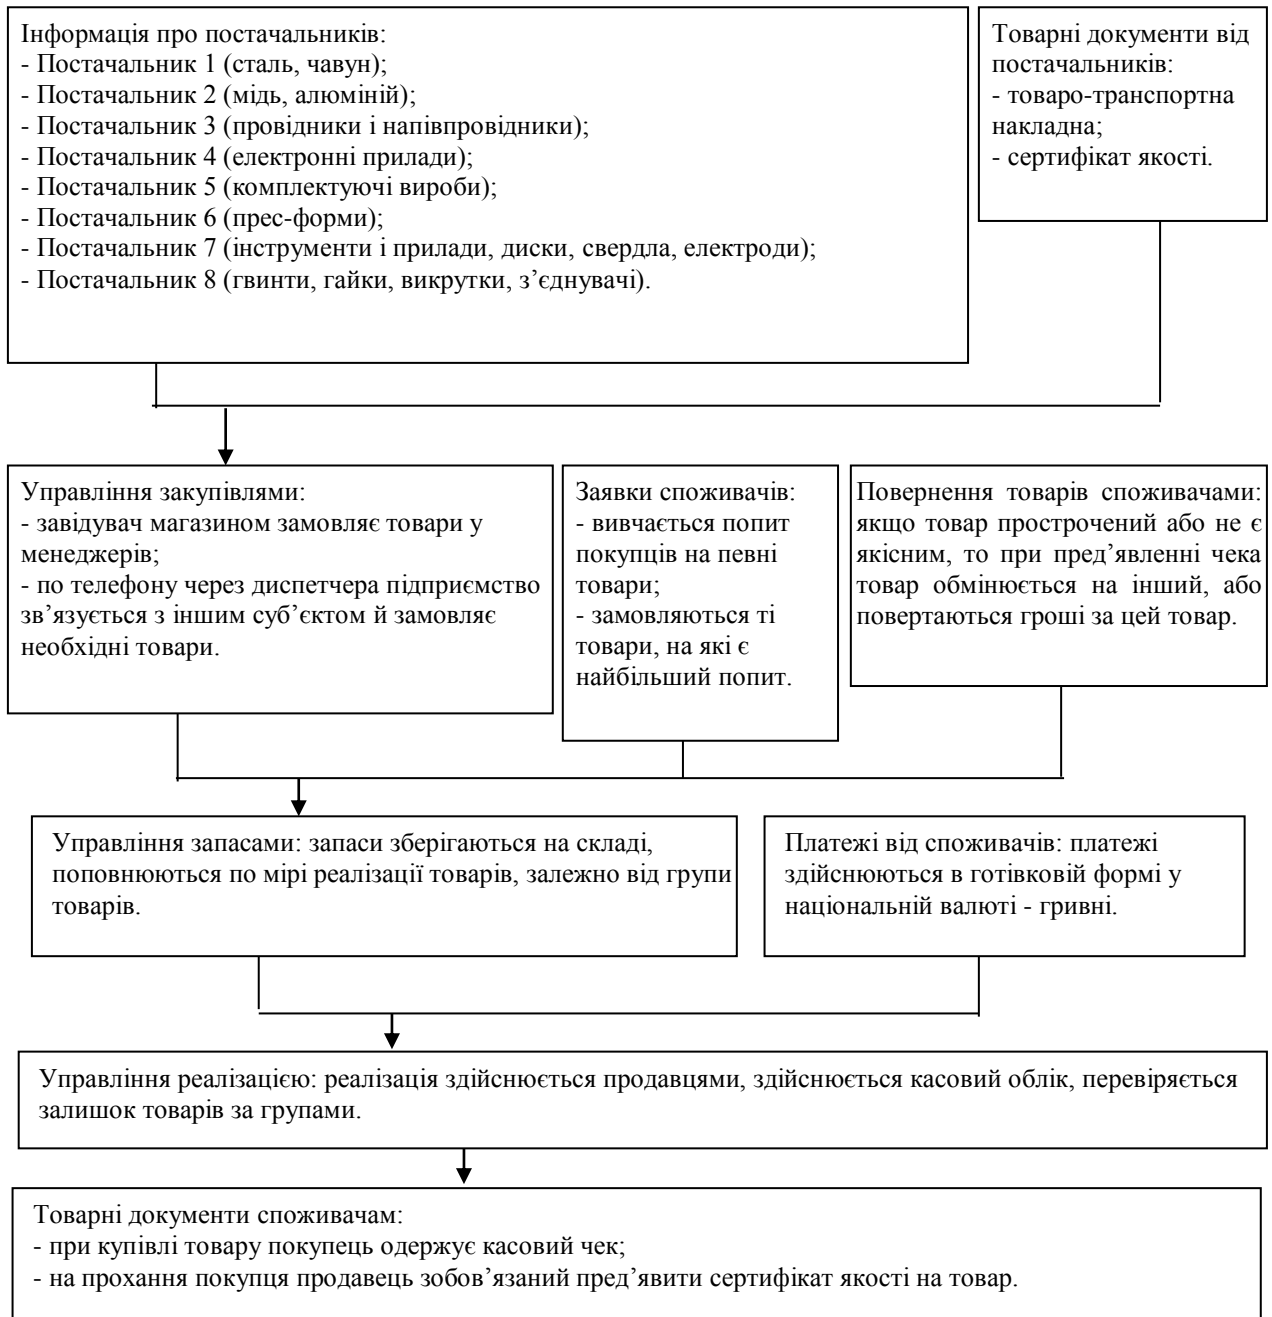 Інформація про постачальників:
- Постачальник 1 (сталь, чавун);
- Постачальник 2 (мідь, алюміній);
- Постачальник 3 (провідники і напівпровідники);
- Постачальник 4 (електронні прилади);
- Постачальник 5 (комплектуючі вироби);
- Постачальник 6 (прес-форми);
- Постачальник 7 (інструменти і прилади, диски, свердла, електроди);
- Постачальник 8 (гвинти, гайки, викрутки, з’єднувачі).
Товарні документи від
постачальників:
- товаро-транспортна
накладна;
- сертифікат якості.
Управління закупівлями:
- завідувач магазином замовляє товари у
менеджерів;
- по телефону через диспетчера підприємство
зв’язується з іншим суб’єктом й замовляє
необхідні товари.
Заявки споживачів:
- вивчається попит
покупців на певні
товари;
- замовляються ті
товари, на які є
найбільший попит.
Повернення товарів споживачами:
якщо товар прострочений або не є
якісним, то при пред’явленні чека
товар обмінюється на інший, або
повертаються гроші за цей товар.
Управління запасами: запаси зберігаються на складі,
поповнюються по мірі реалізації товарів, залежно від групи
товарів.
Платежі від споживачів: платежі
здійснюються в готівковій формі у
національній валюті - гривні.
Управління реалізацією: реалізація здійснюється продавцями, здійснюється касовий облік, перевіряється
залишок товарів за групами.
Товарні документи споживачам:
- при купівлі товару покупець одержує касовий чек;
- на прохання покупця продавець зобов’язаний пред’явити сертифікат якості на товар.